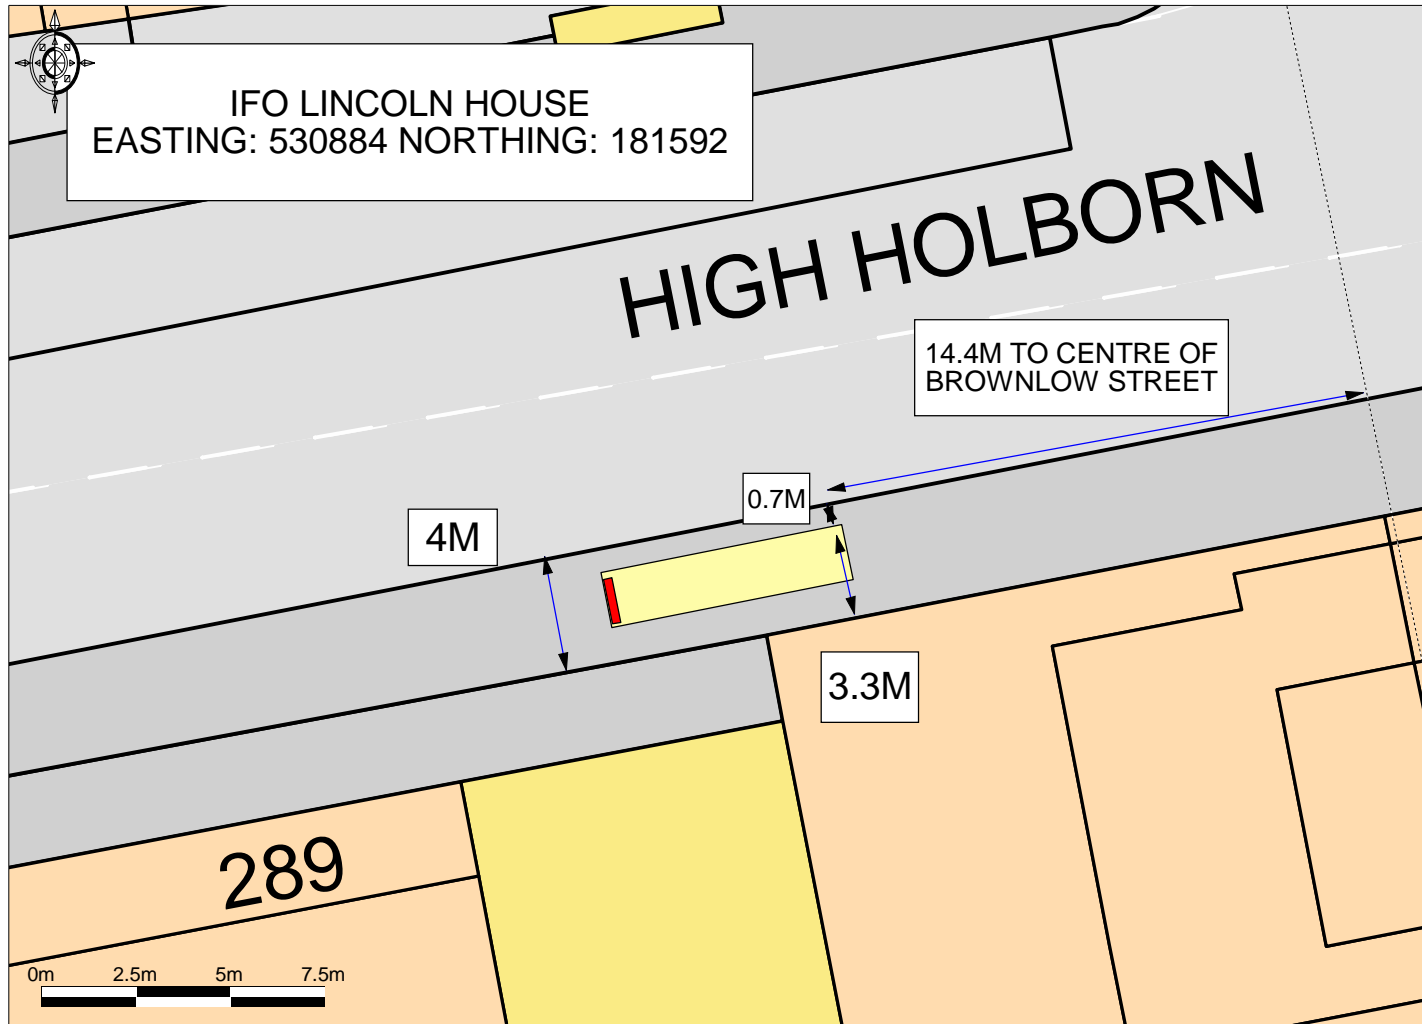 IFO LINCOLN HOUSE
EASTING: 530884 NORTHING: 181592
HIGH HOLBORN
14.4M TO CENTRE OF
BROWNLOW STREET
0.7M
4M
3.3M
289
0m 2.5m 5m 7.5m